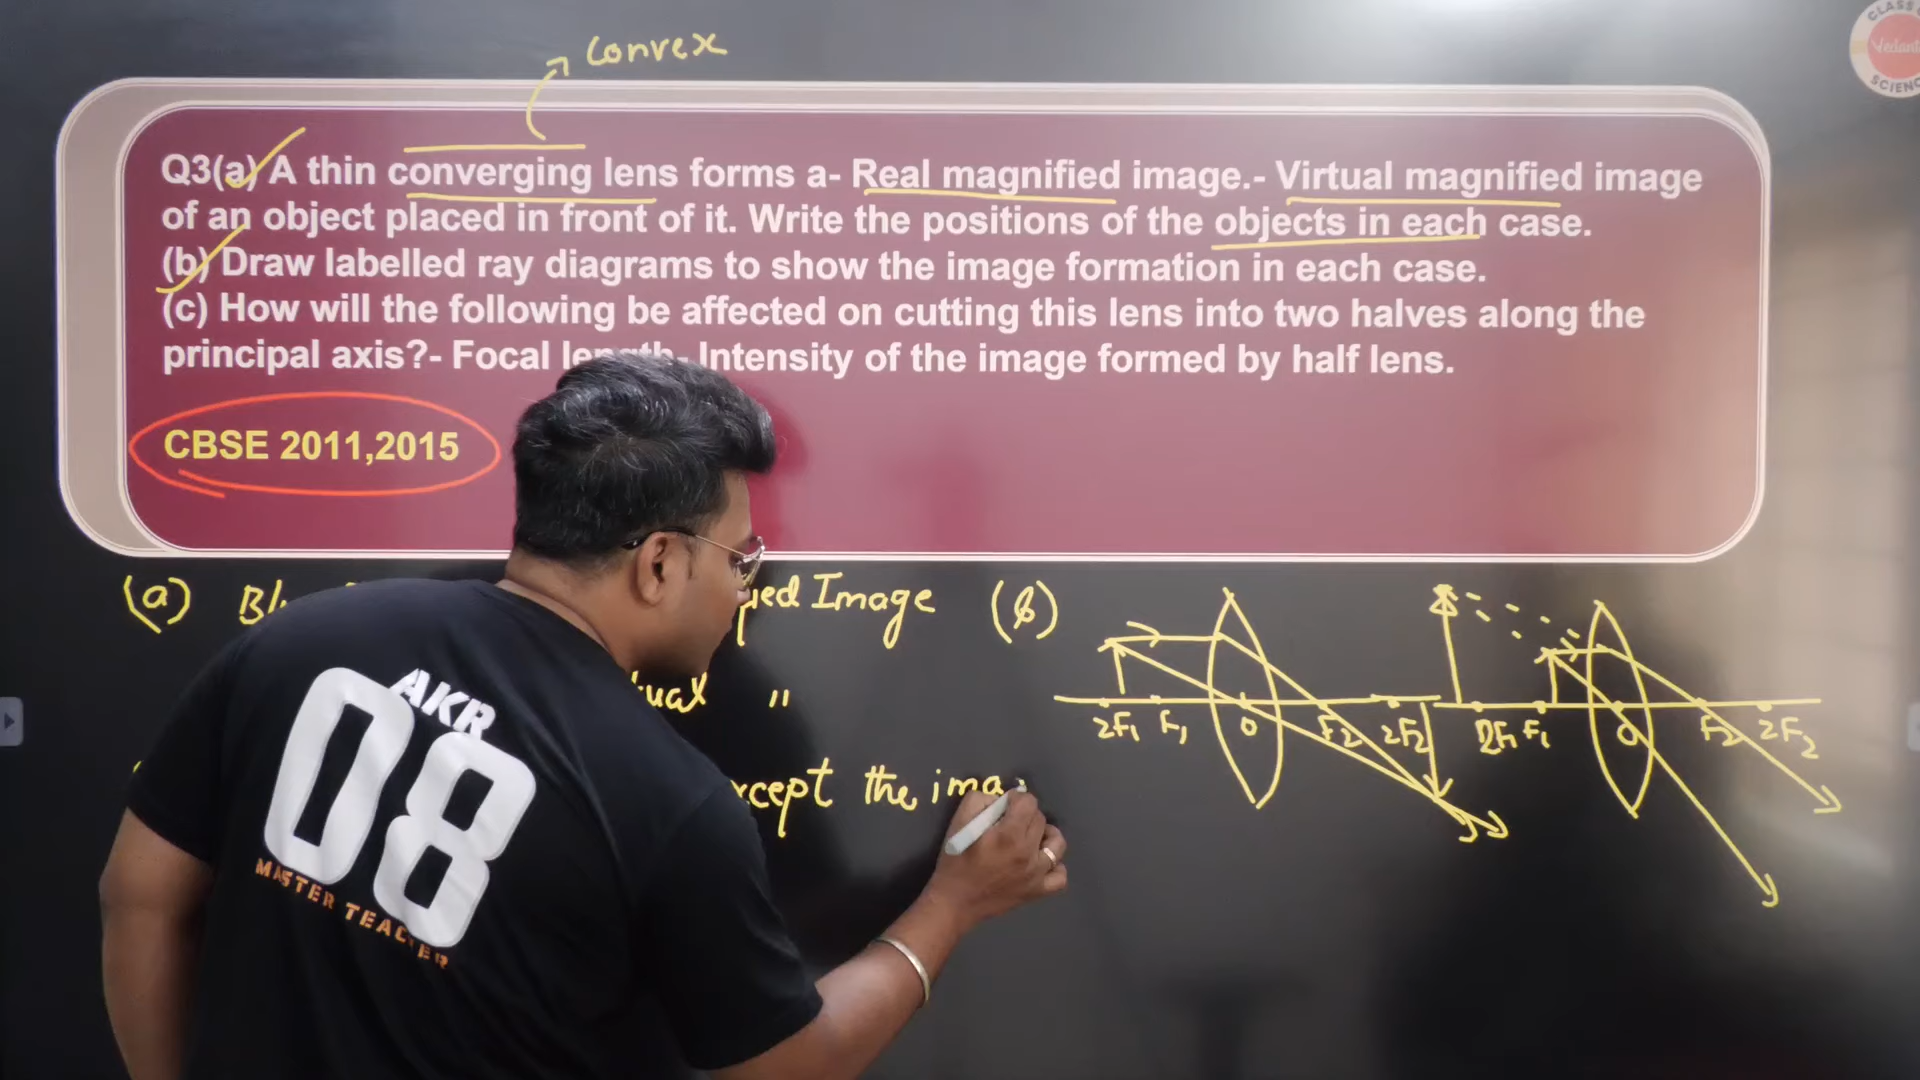 Convex
CLASS
Vedant
SCIENC
Q3(a) A thin converging lens forms a- Real magnified image.- Virtual magnified image
of an object placed in front of it. Write the positions of the objects in each case.
(b) Draw labelled ray diagrams to show the image formation in each case.
(c) How will the following be affected on cutting this lens into two halves along the
principal axis?- Focal length- Intensity of the image formed by half lens.
CBSE 2011,2015
(a) Image (b)
"
2F1 F1 O F2 2F2 2F1 F1 O F2 2F2
the ima
AKR
08
MASTER TEACHER